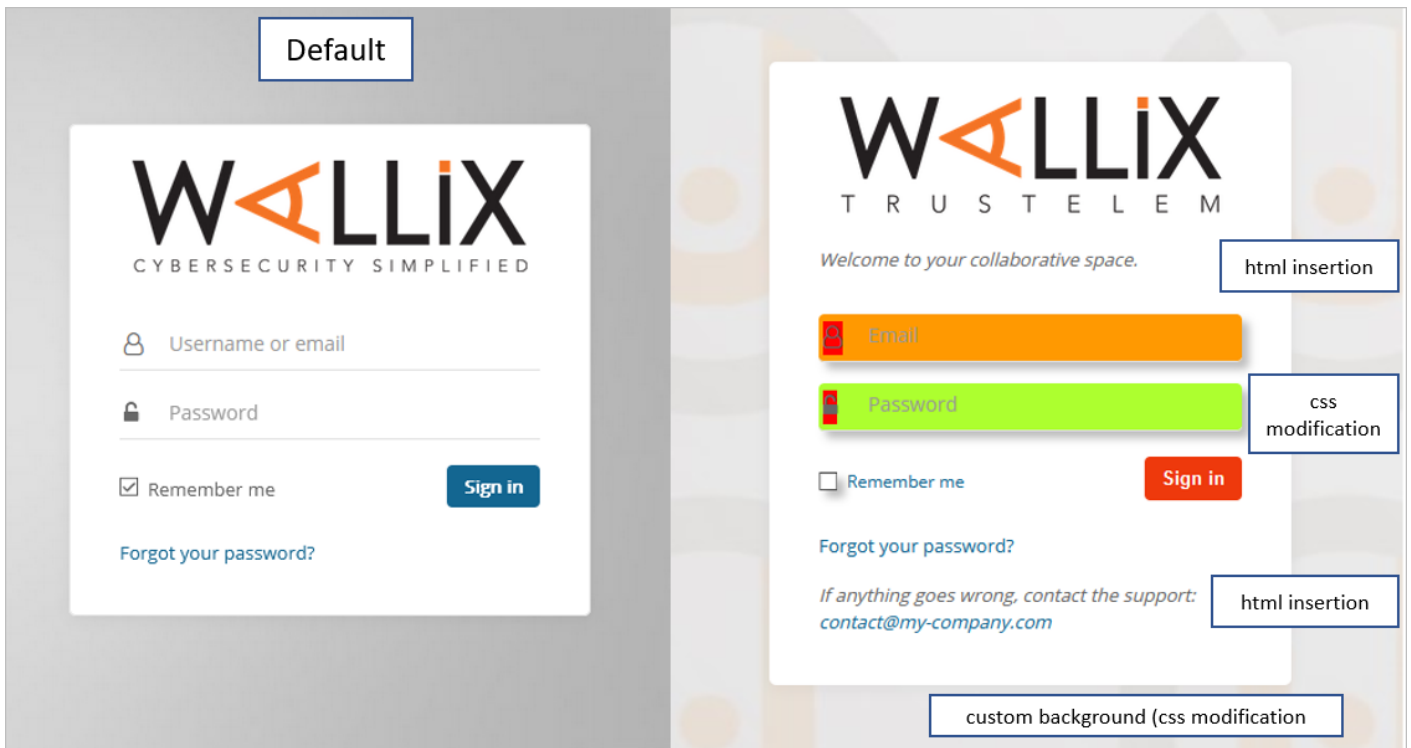 Default
WALLiX
CYBERSECURITY SIMPLIFIED
Username or email
Password
Remember me
Sign in
Forgot your password?
WALLiX
TRUSTELEM
Welcome to your collaborative space.
html insertion
Email
Password
css
modification
Remember me
Sign in
Forgot your password?
If anything goes wrong, contact the support:
contact@my-company.com
html insertion
custom background (css modification